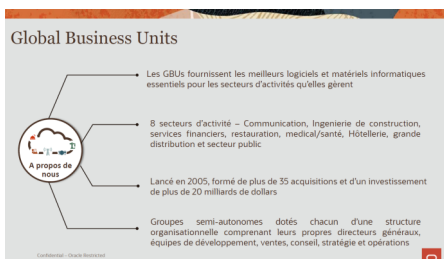 Global Business Units
Les GBUs fournissent les meilleurs logiciels et matériels informatiques
essentiels pour les secteurs d'activités qu'elles gèrent
8 secteurs d'activité – Communication, Ingenierie de construction,
services financiers, restauration, medical/santé, Hôtellerie, grande
distribution et secteur public
A propos de
nous
Lancé en 2005, formé de plus de 35 acquisitions et d'un investissement
de plus de 20 milliards de dollars
Groupes semi-autonomes dotés chacun d'une structure
organisationnelle comprenant leurs propres directeurs généraux,
équipes de développement, ventes, conseil, stratégie et opérations
Confidential – Oracle Restricted